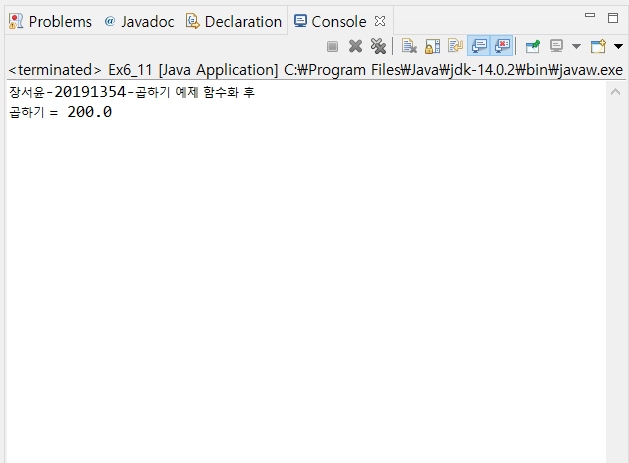 Problems @ Javadoc Declaration Console
<terminated> Ex6_11 [Java Application] C:₩Program Files₩Java₩jdk-14.0.2₩bin₩javaw.exe
장서윤-20191354-곱하기 예제 함수화 후
곱하기 = 200.0